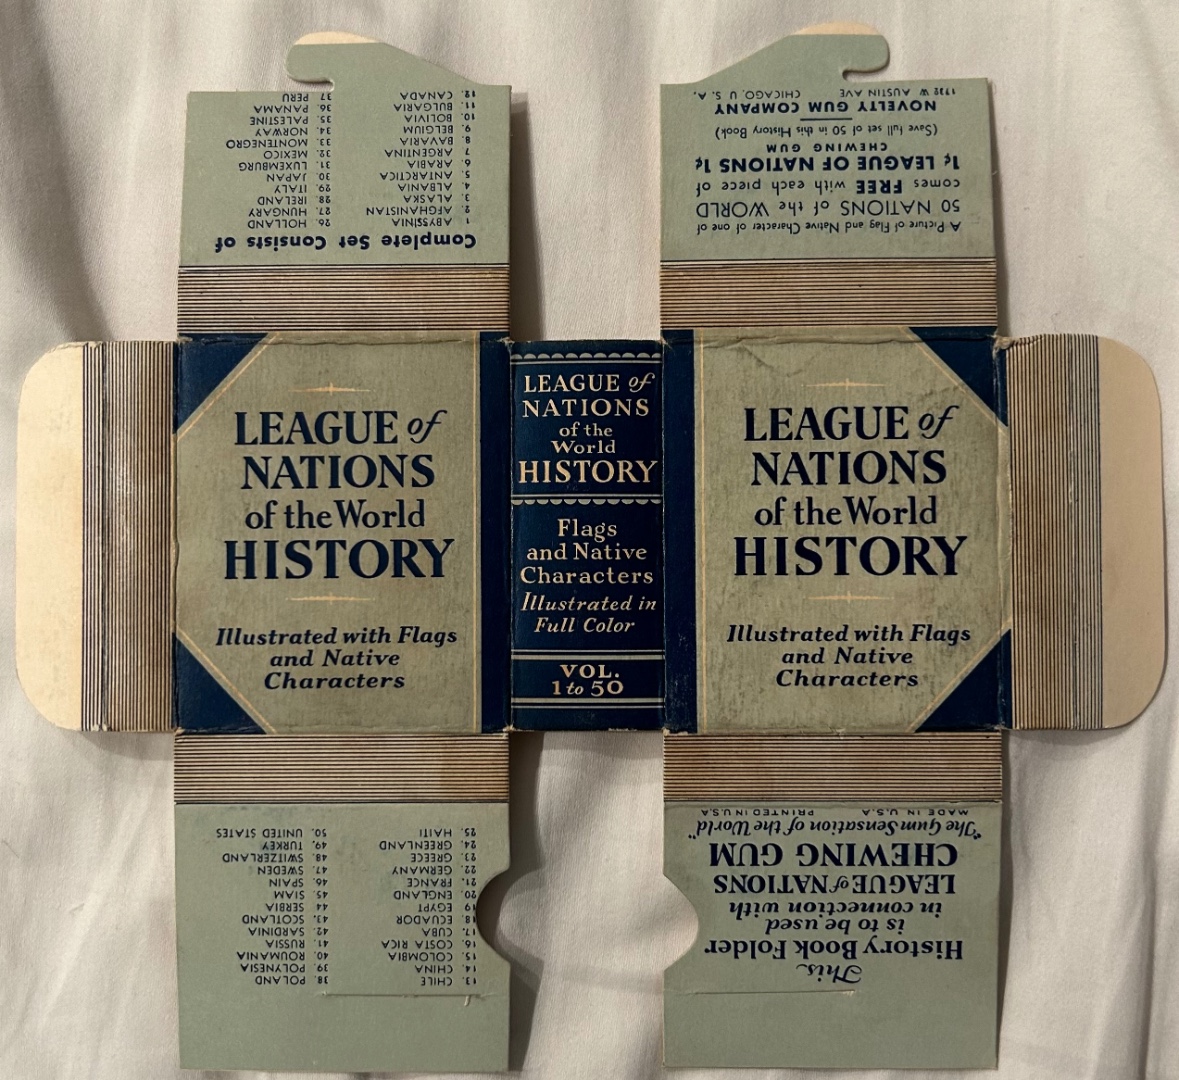 Complete Set Consists of
1 ABYSSINIA
2. AFGHANISTAN
3. ALASKA
4. ALBANIA
5. ANTARCTICA
6. ARABIA
7 ARGENTINA
8. BAVARIA
9. BELGIUM
10. BOLIVIA
11. BULGARIA
12. CANADA
26. HOLLAND
27. HUNGARY
28. IRELAND
29. ITALY
30. JAPAN
31. LUXEMBURG
32. MEXICO
33. MONTENEGRO
34. NORWAY
35. PALESTINE
36. PANAMA
37 PERU
A Picture of Flag and Native Character of one of
50 NATIONS of the WORLD
comes FREE with each piece of
1¢ LEAGUE OF NATIONS 1¢
CHEWING GUM
(Save full set of 50 in this History Book)
NOVELTY GUM COMPANY
1732 W AUSTIN AVE CHICAGO, U. S. A.
LEAGUE of
NATIONS
of the World
HISTORY
Illustrated with Flags
and Native
Characters
LEAGUE of
NATIONS
of the
World
HISTORY
Flags
and Native
Characters
Illustrated in
Full Color
VOL.
1 to 50
LEAGUE of
NATIONS
of the World
HISTORY
Illustrated with Flags
and Native
Characters
13. CHILE
14. CHINA
15. COLOMBIA
16. COSTA RICA
17. CUBA
18. ECUADOR
19 EGYPT
20. ENGLAND
21. FRANCE
22. GERMANY
23. GREECE
24. GREENLAND
25. HAITI
38. POLAND
39. POLYNESIA
40. ROUMANIA
41. RUSSIA
42. SARDINIA
43. SCOTLAND
44 SERBIA
45. SIAM
46. SPAIN
47. SWEDEN
48. SWITZERLAND
49. TURKEY
50. UNITED STATES
This
History Book Folder
is to be used
in connection with
LEAGUE of NATIONS
CHEWING GUM
"The Gum Sensation of the World"
MADE IN U.S.A. PRINTED IN U.S.A